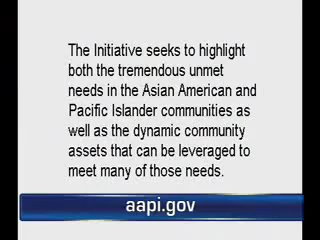 The Initiative seeks to highlight
both the tremendous unmet
needs in the Asian American and
Pacific Islander communities as
well as the dynamic community
assets that can be leveraged to
meet many of those needs.
aapi.gov